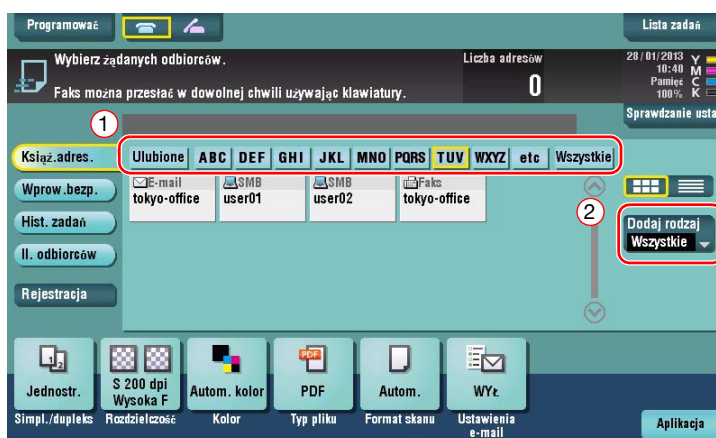 Programować
Lista zadań
Wybierz żądanych odbiorców.
Faks można przesłać w dowolnej chwili używając klawiatury.
Liczba adresów
0
28/01/2013
10:40
Pamięć
100%
Y
M
C
K
Sprawdzanie usta
1
Książ.adres.
Ulubione ABC DEF GHI JKL MNO PQRS TUV WXYZ etc Wszystkie
E-mail
tokyo-office
SMB
user01
SMB
user02
Faks
tokyo-office
2
Wprow.bezp.
Hist. zadań
Il. odbiorców
Rejestracja
Dodaj rodzaj
Wszystkie
1 2
Jednostr.
S 200 dpi
Wysoka F
Autom. kolor
PDF
PDF
Autom.
WYŁ
Simpl./dupleks
Rozdzielczość
Kolor
Typ pliku
Format skanu
Ustawienia
e-mail
Aplikacja